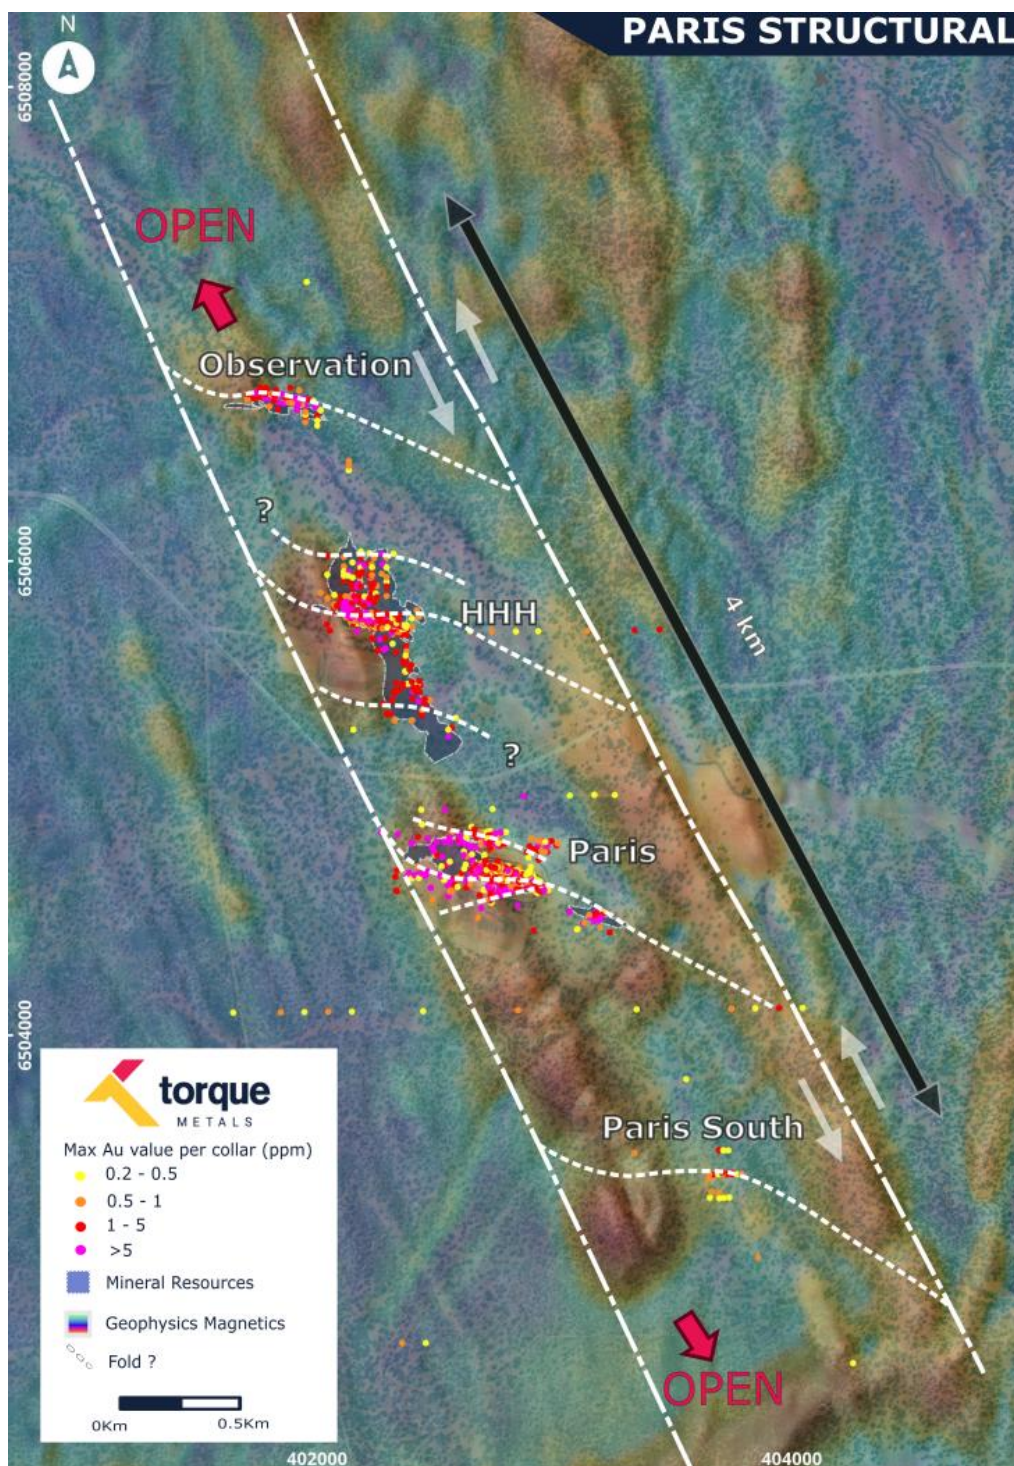 PARIS STRUCTURAL
N
6508000
OPEN
Observation
?
6506000
HHH
4 km
?
Paris
6504000
Paris South
OPEN
torque
METALS
Max Au value per collar (ppm)
0.2 - 0.5
0.5 - 1
1 - 5
>5
Mineral Resources
Geophysics Magnetics
Fold ?
0Km
0.5Km
402000
404000